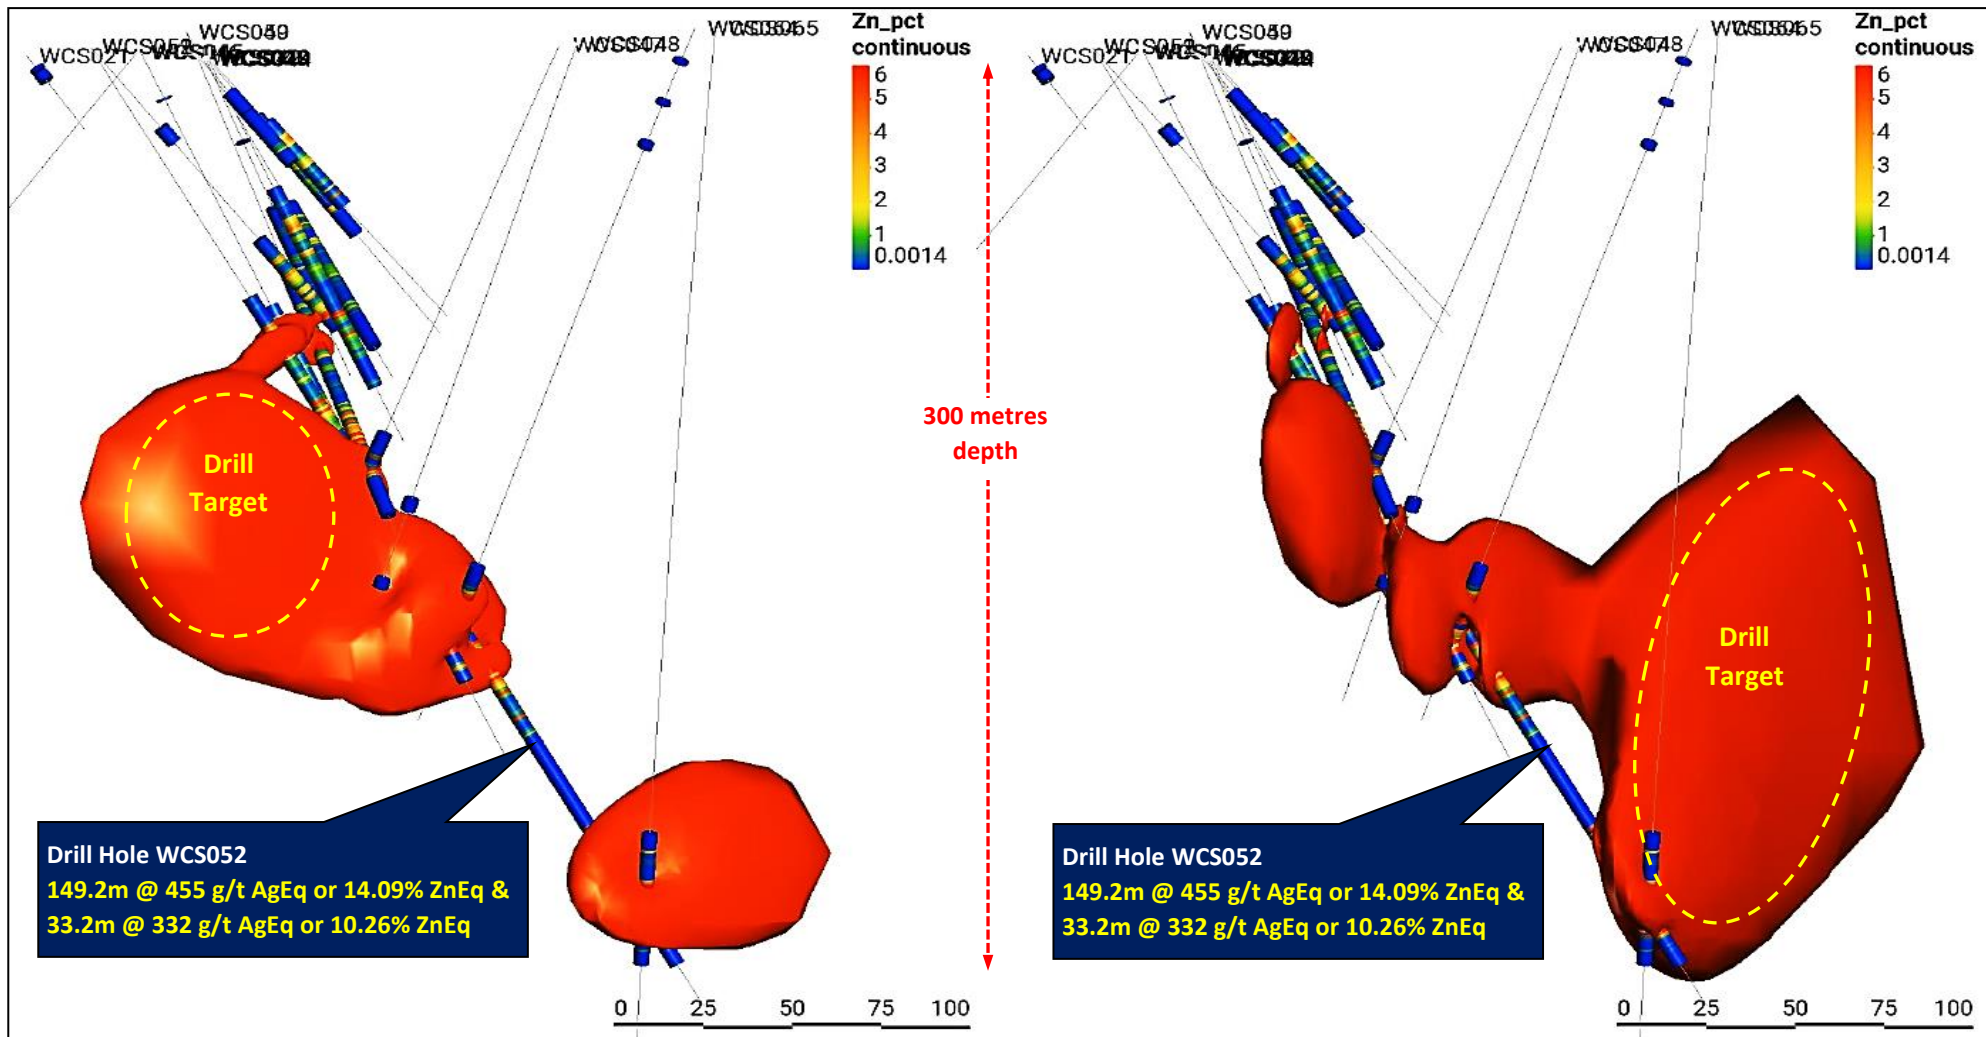 WCS021
WCS048
Zn_pct
continuous
6
5
4
3
2
1
0.0014
Drill
Target
Drill Hole WCS052
149.2m @ 455 g/t AgEq or 14.09% ZnEq &
33.2m @ 332 g/t AgEq or 10.26% ZnEq
0 25 50 75 100
300 metres
depth
WCS021
WCS048
Zn_pct
continuous
6
5
4
3
2
1
0.0014
Drill
Target
Drill Hole WCS052
149.2m @ 455 g/t AgEq or 14.09% ZnEq &
33.2m @ 332 g/t AgEq or 10.26% ZnEq
0 25 50 75 100